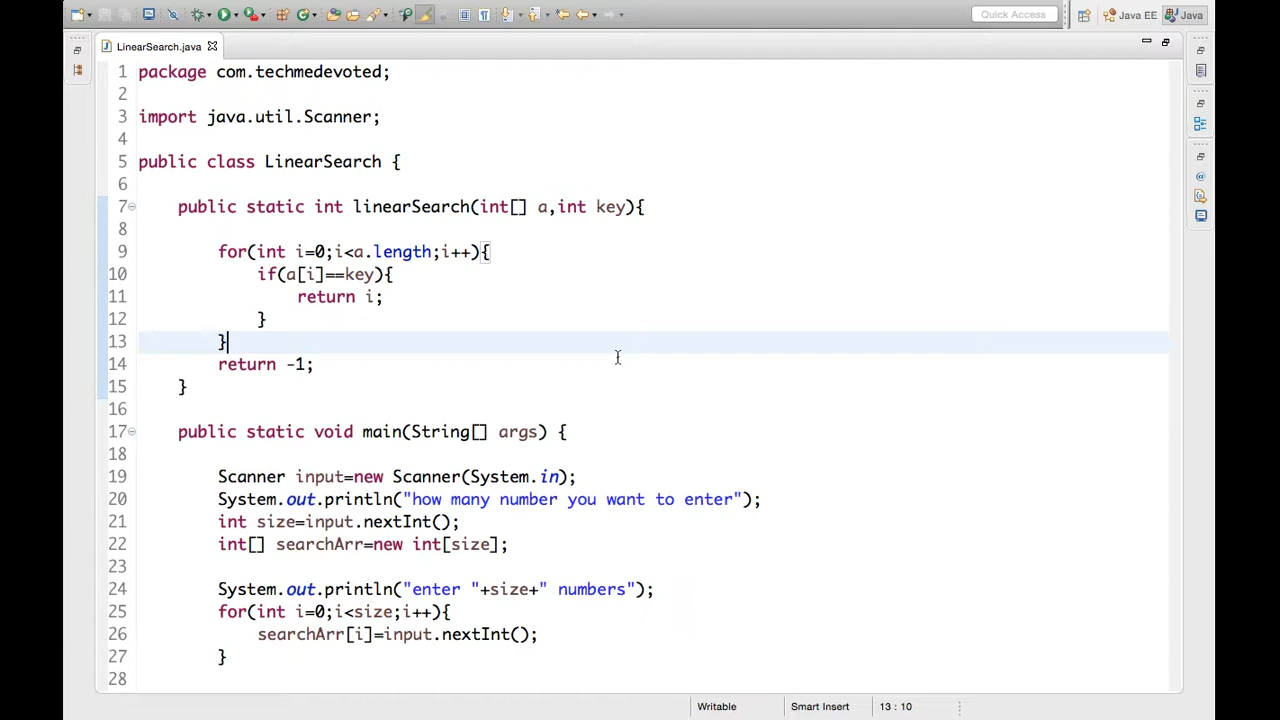 Quick Access
Java EE
Java
LinearSearch.java
1 package com.techmedevoted;
2
3 import java.util.Scanner;
4
5 public class LinearSearch {
6
7 public static int linearSearch(int[] a,int key){
8
9 for(int i=0;i<a.length;i++){
10 if(a[i]==key){
11 return i;
12 }
13 }
14 return -1;
15 }
16
17 public static void main(String[] args) {
18
19 Scanner input=new Scanner(System.in);
20 System.out.println("how many number you want to enter");
21 int size=input.nextInt();
22 int[] searchArr=new int[size];
23
24 System.out.println("enter "+size+" numbers");
25 for(int i=0;i<size;i++){
26 searchArr[i]=input.nextInt();
27 }
28
Writable
Smart Insert
13 : 10